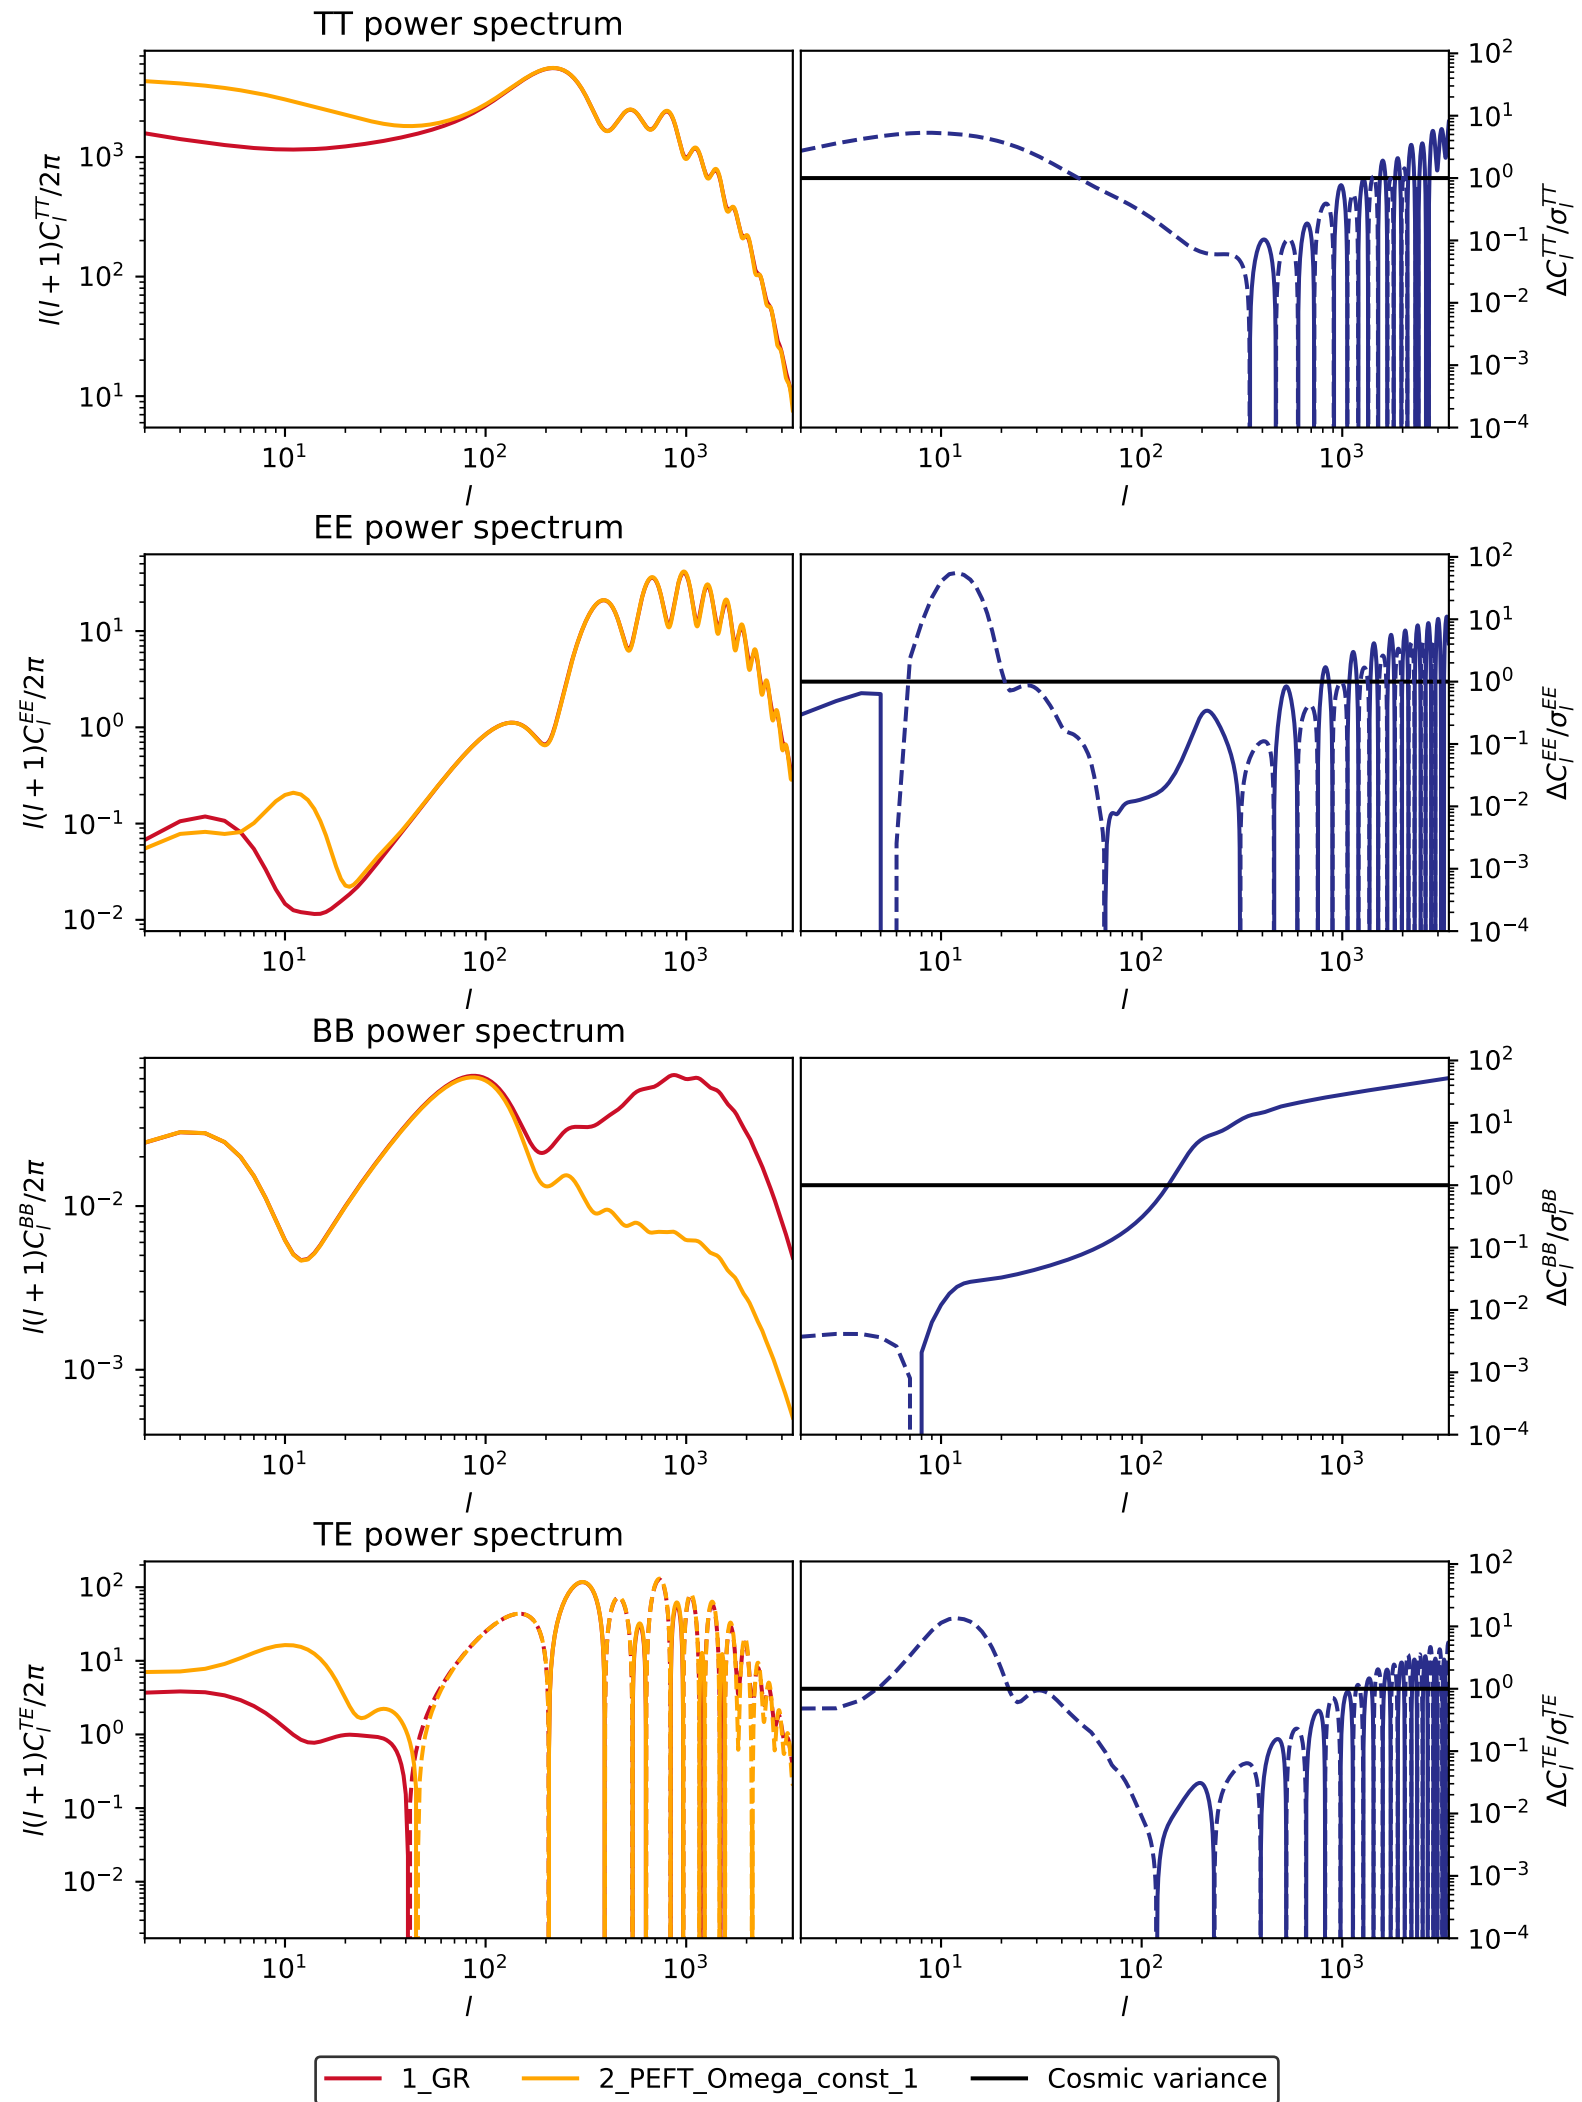 TT power spectrum
l(l + 1)C_l^{TT}/2π
10^3
10^2
10^1
10^1 10^2 10^3
l
10^2
10^1
10^0
10^{-1}
10^{-2}
10^{-3}
10^{-4}
ΔC_l^{TT}/σ_l^{TT}
10^1 10^2 10^3
l
EE power spectrum
l(l + 1)C_l^{EE}/2π
10^1
10^0
10^{-1}
10^{-2}
10^1 10^2 10^3
l
10^2
10^1
10^0
10^{-1}
10^{-2}
10^{-3}
10^{-4}
ΔC_l^{EE}/σ_l^{EE}
10^1 10^2 10^3
l
BB power spectrum
l(l + 1)C_l^{BB}/2π
10^{-2}
10^{-3}
10^1 10^2 10^3
l
10^2
10^1
10^0
10^{-1}
10^{-2}
10^{-3}
10^{-4}
ΔC_l^{BB}/σ_l^{BB}
10^1 10^2 10^3
l
TE power spectrum
l(l + 1)C_l^{TE}/2π
10^2
10^1
10^0
10^{-1}
10^{-2}
10^1 10^2 10^3
l
10^2
10^1
10^0
10^{-1}
10^{-2}
10^{-3}
10^{-4}
ΔC_l^{TE}/σ_l^{TE}
10^1 10^2 10^3
l
1_GR 2_PEFT_Omega_const_1 Cosmic variance